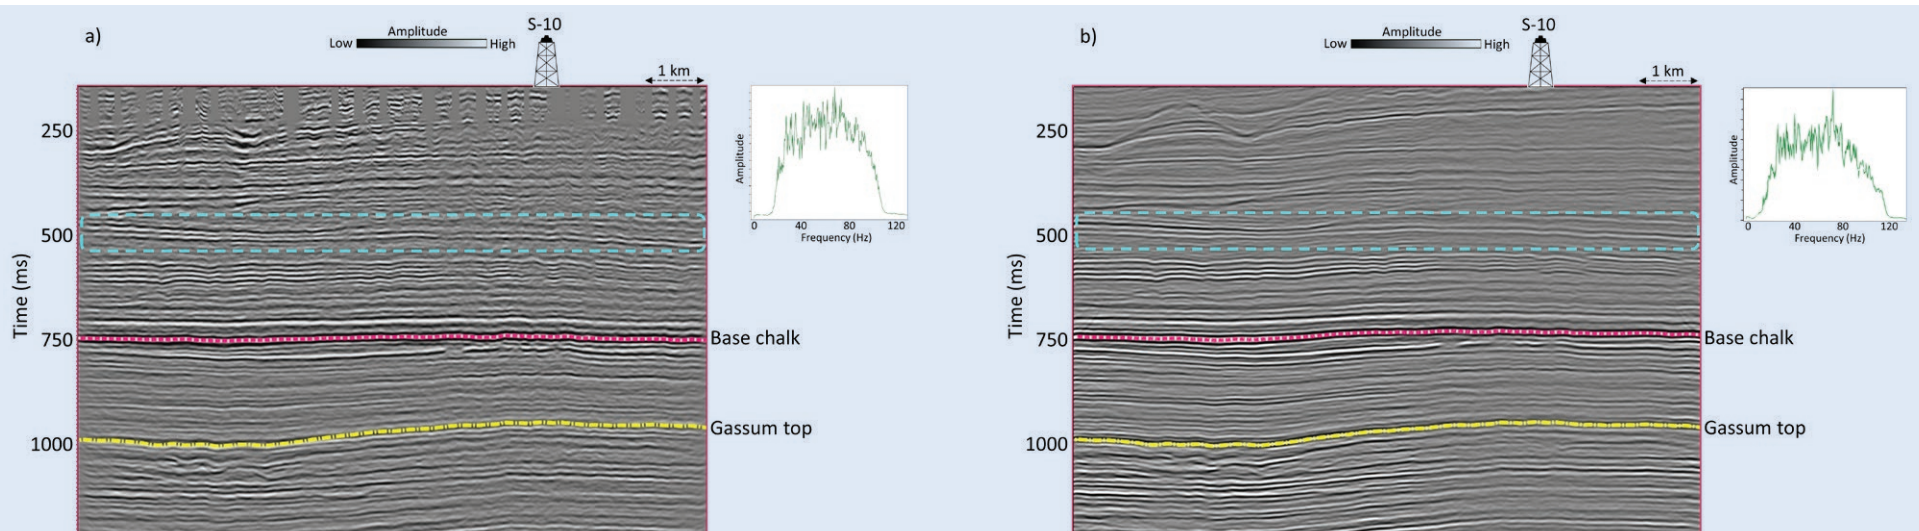 a)
S-10
Amplitude
Low High
1 km
250
500
750
1000
Time (ms)
Base chalk
Gassum top
Amplitude
0 40 80 120
Frequency (Hz)
b)
S-10
Amplitude
Low High
1 km
250
500
750
1000
Time (ms)
Base chalk
Gassum top
Amplitude
0 40 80 120
Frequency (Hz)